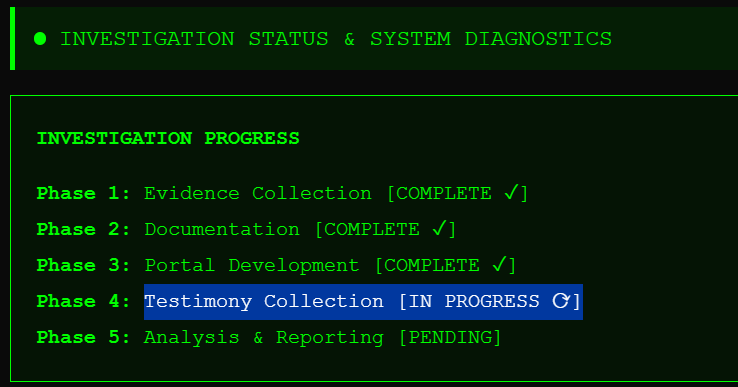 ● INVESTIGATION STATUS & SYSTEM DIAGNOSTICS
INVESTIGATION PROGRESS
Phase 1: Evidence Collection [COMPLETE ✓]
Phase 2: Documentation [COMPLETE ✓]
Phase 3: Portal Development [COMPLETE ✓]
Phase 4: Testimony Collection [IN PROGRESS ⟳]
Phase 5: Analysis & Reporting [PENDING]